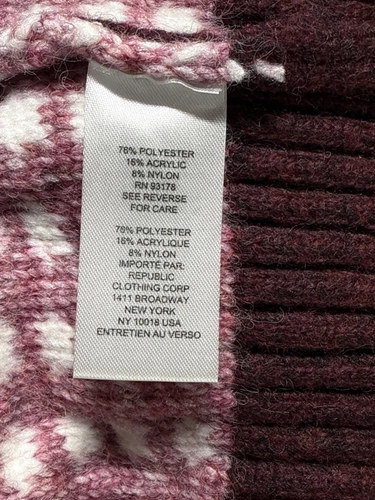 76% POLYESTER
16% ACRYLIC
8% NYLON
RN 93178
SEE REVERSE
FOR CARE
76% POLYESTER
16% ACRYLIQUE
8% NYLON
IMPORTÉ PAR:
REPUBLIC
CLOTHING CORP
1411 BROADWAY
NEW YORK
NY 10018 USA
ENTRETIEN AU VERSO